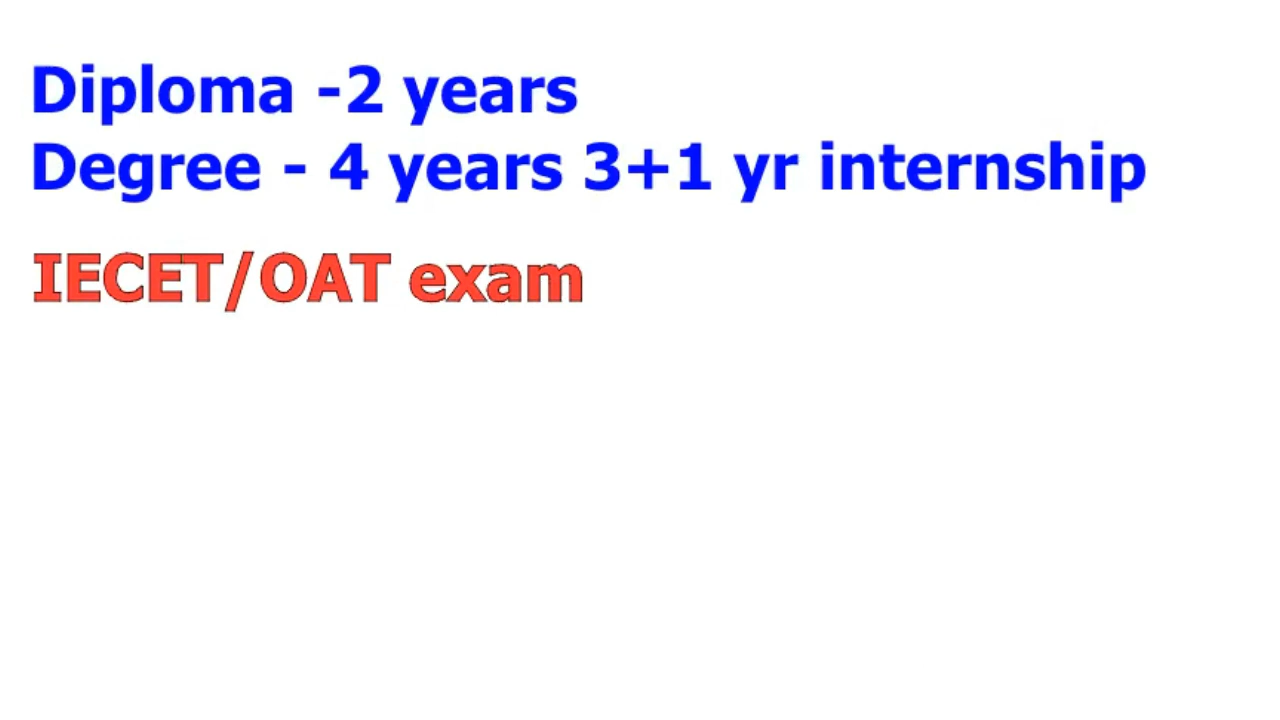 Diploma -2 years
Degree - 4 years 3+1 yr internship
IECET/OAT exam